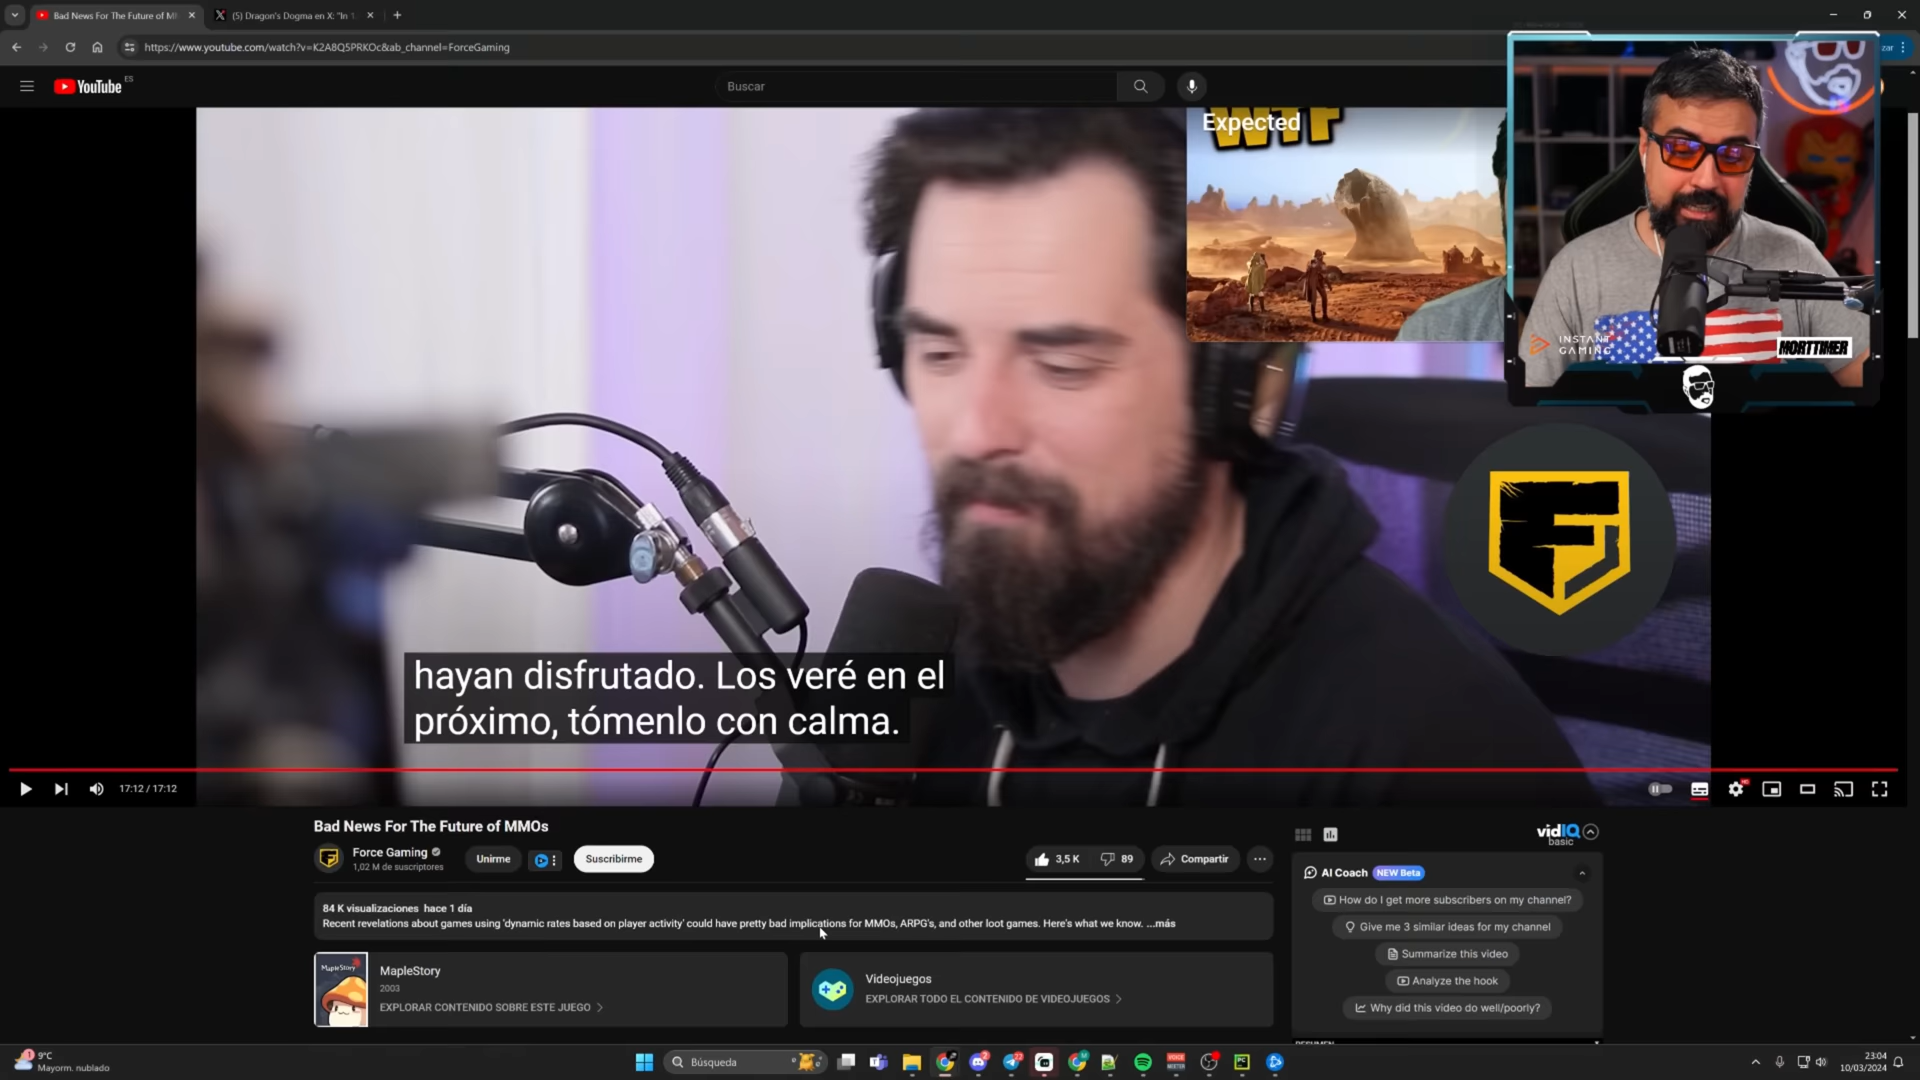 Bad News For The Future of M
(5) Dragon's Dogma en X: "In 1
https://www.youtube.com/watch?v=K2A8Q5PRKOc&ab_channel=ForceGaming
zar
YouTube ES
Buscar
WTF
Expected
INSTANT
GAMING
MORTTIMER
hayan disfrutado. Los veré en el
próximo, tómenlo con calma.
17:12 / 17:12
Bad News For The Future of MMOs
Force Gaming
1,02 M de suscriptores
Unirme
Suscribirme
3,5 K
89
Compartir
84 K visualizaciones hace 1 día
Recent revelations about games using 'dynamic rates based on player activity' could have pretty bad implications for MMOs, ARPG's, and other loot games. Here's what we know. ...más
MapleStory
MapleStory
2003
EXPLORAR CONTENIDO SOBRE ESTE JUEGO
Videojuegos
EXPLORAR TODO EL CONTENIDO DE VIDEOJUEGOS
vidIQ
basic
AI Coach NEW Beta
How do I get more subscribers on my channel?
Give me 3 similar ideas for my channel
Summarize this video
Analyze the hook
Why did this video do well/poorly?
RESUMEN
9°C
Mayorm. nublado
Búsqueda
23:04
10/03/2024